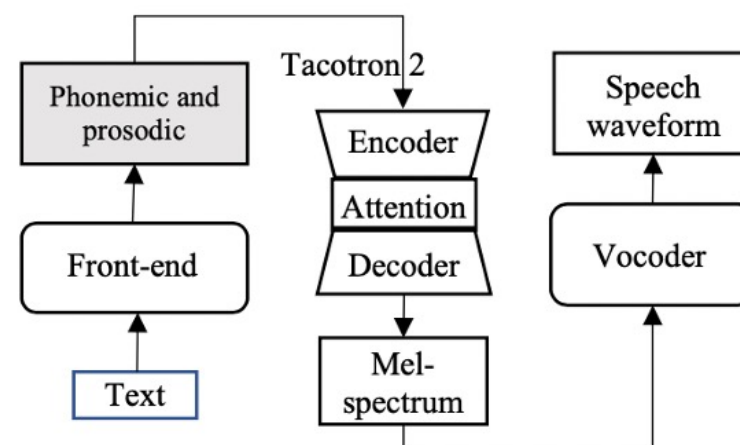 Tacotron 2
Phonemic and
prosodic
Front-end
Text
Encoder
Attention
Decoder
Mel-
spectrum
Speech
waveform
Vocoder